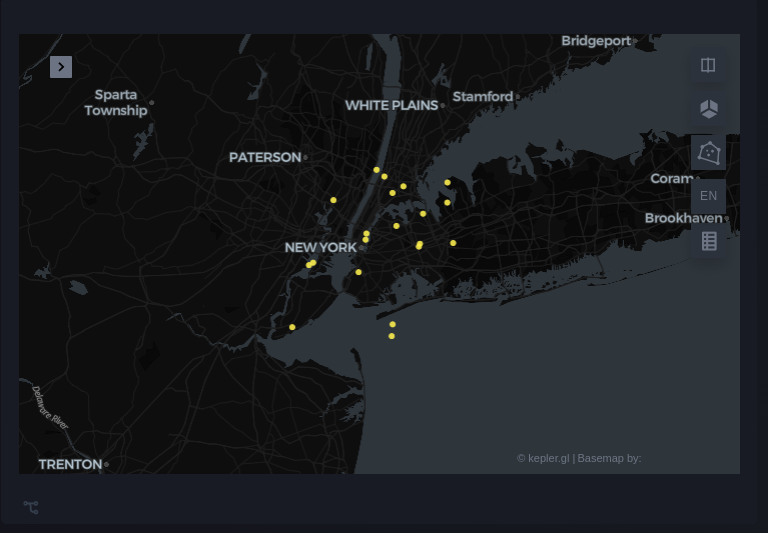 Bridgeport
Sparta
Township
WHITE PLAINS
Stamford
PATERSON
Coram
EN
Brookhaven
NEW YORK
Delaware River
TRENTON
© kepler.gl | Basemap by: